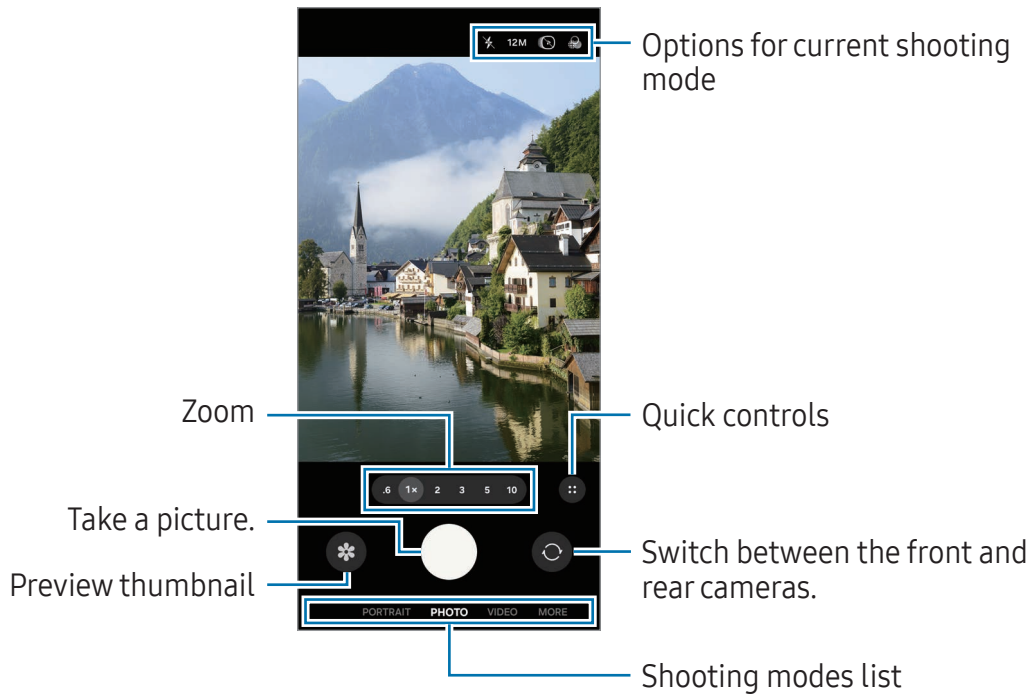 12M
Options for current shooting
mode
Zoom
Quick controls
.6 1× 2 3 5 10
Take a picture.
Switch between the front and
rear cameras.
Preview thumbnail
PORTRAIT PHOTO VIDEO MORE
Shooting modes list